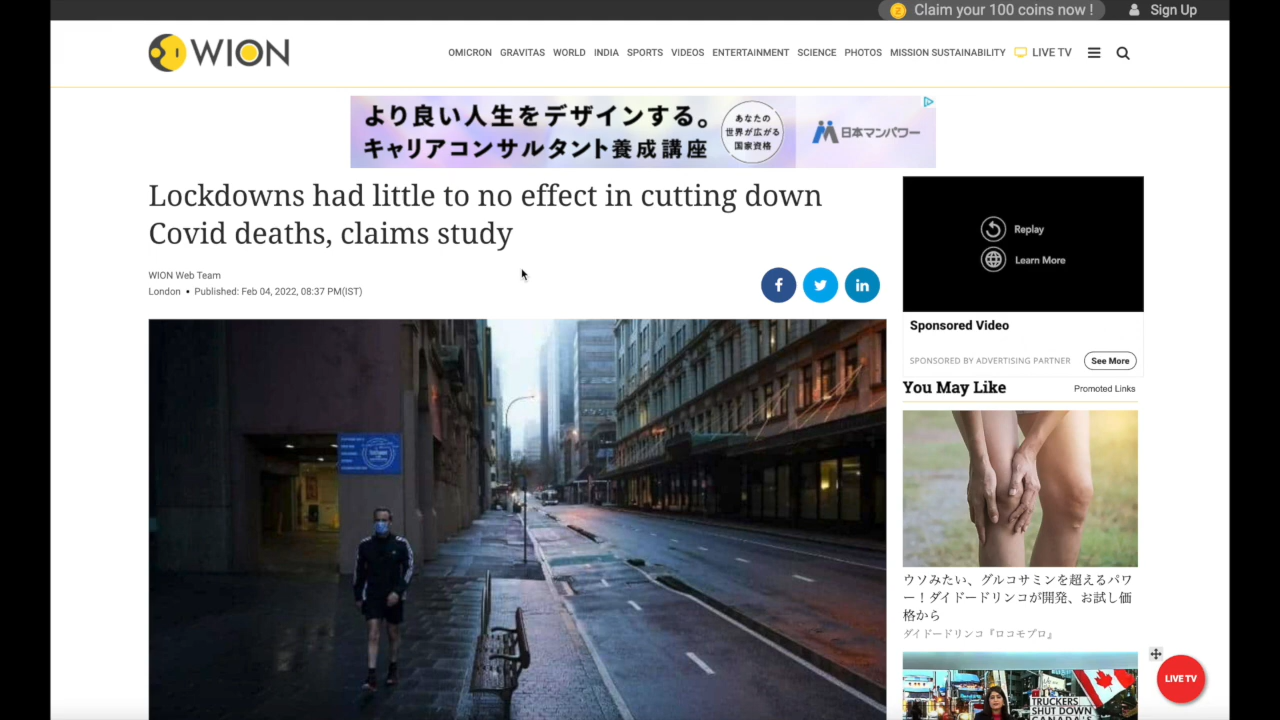 Claim your 100 coins now !
Sign Up
WION
OMICRON GRAVITAS WORLD INDIA SPORTS VIDEOS ENTERTAINMENT SCIENCE PHOTOS MISSION SUSTAINABILITY LIVE TV
より良い人生をデザインする。
キャリアコンサルタント養成講座
あなたの
世界が広がる
国家資格
日本マンパワー
Lockdowns had little to no effect in cutting down
Covid deaths, claims study
WION Web Team
London • Published: Feb 04, 2022, 08:37 PM(IST)
Replay
Learn More
Sponsored Video
SPONSORED BY ADVERTISING PARTNER
See More
You May Like
Promoted Links
ウソみたい、グルコサミンを超えるパワ
ー！ダイドードリンコが開発、お試し価
格から
ダイドードリンコ『ロコモプロ』
TRUCKERS
SHUT DOWN
CANADA'S
LIVE TV